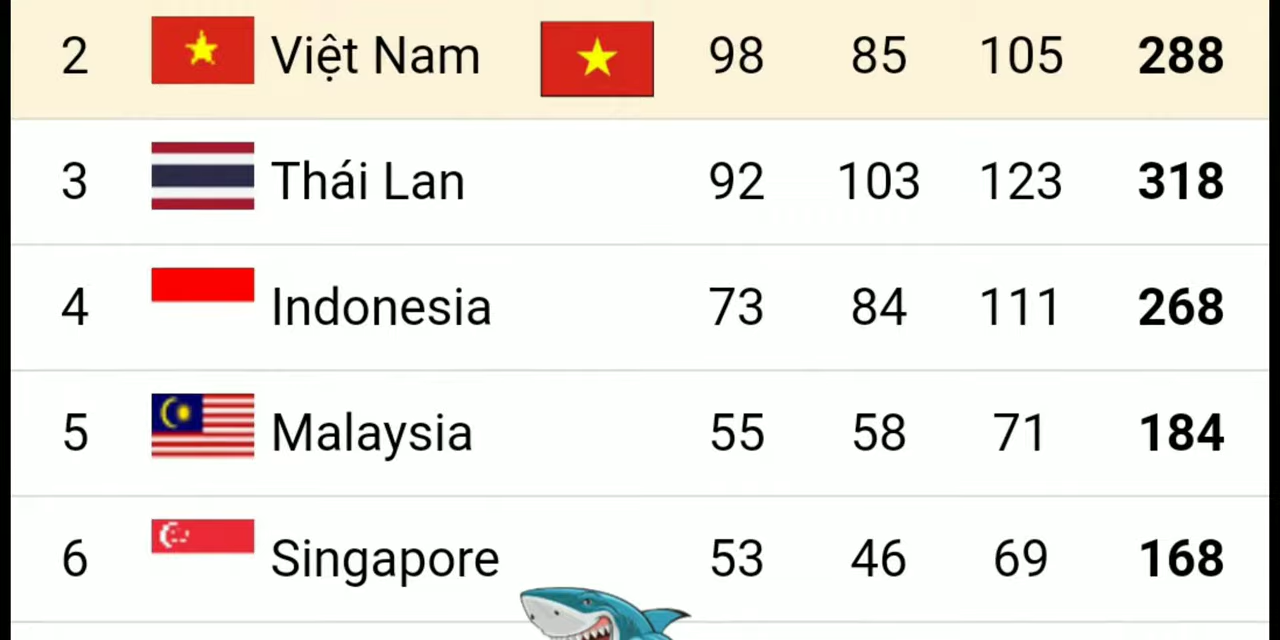 2 Việt Nam 98 85 105 288
3 Thái Lan 92 103 123 318
4 Indonesia 73 84 111 268
5 Malaysia 55 58 71 184
6 Singapore 53 46 69 168